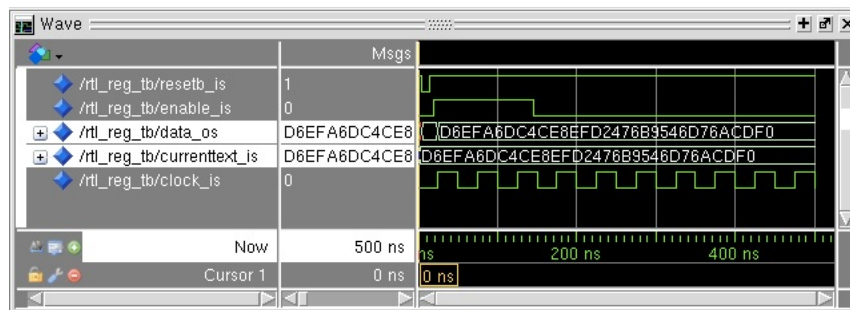 Wave
Msgs
/rtl_reg_tb/resetb_is 1
/rtl_reg_tb/enable_is 0
/rtl_reg_tb/data_os D6EFA6DC4CE8 D6EFA6DC4CE8EFD2476B9546D76ACDF0
/rtl_reg_tb/currenttext_is D6EFA6DC4CE8 D6EFA6DC4CE8EFD2476B9546D76ACDF0
/rtl_reg_tb/clock_is 0
Now 500 ns ns 200 ns 400 ns
Cursor 1 0 ns 0 ns